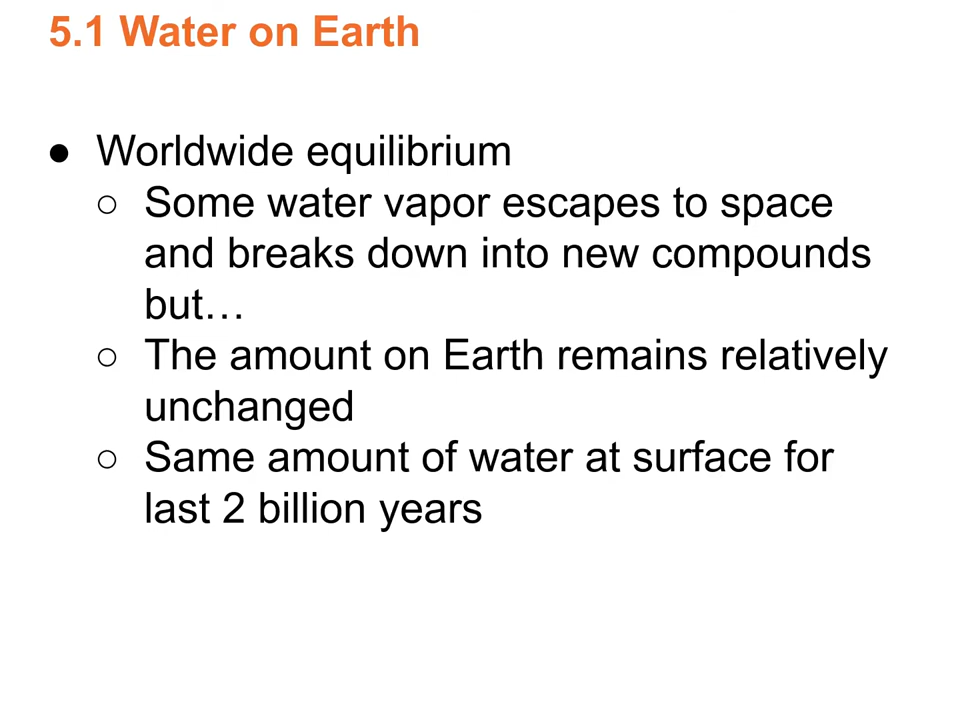 5.1 Water on Earth
● Worldwide equilibrium
○ Some water vapor escapes to space
and breaks down into new compounds
but…
○ The amount on Earth remains relatively
unchanged
○ Same amount of water at surface for
last 2 billion years